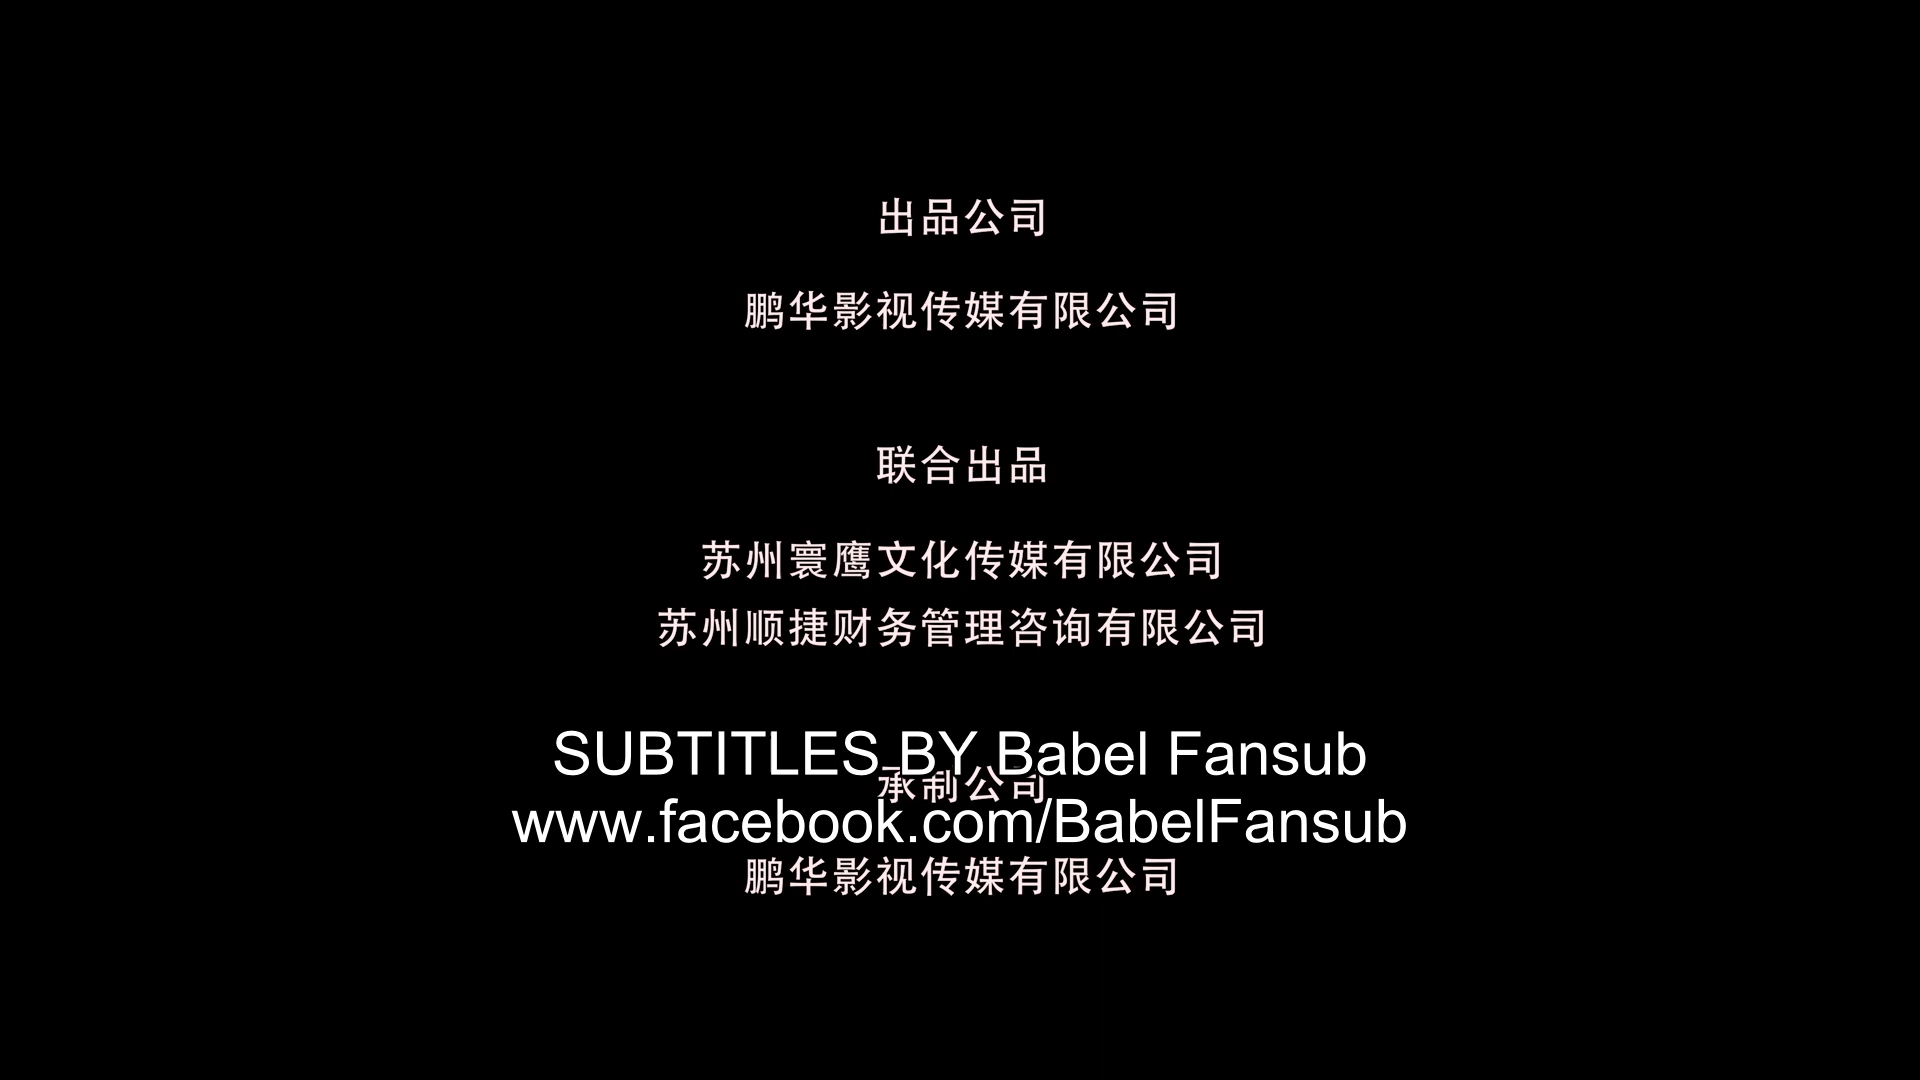 出品公司
鹏华影视传媒有限公司
联合出品
苏州寰鹰文化传媒有限公司
苏州顺捷财务管理咨询有限公司
SUBTITLES BY Babel Fansub
承制公司
www.facebook.com/BabelFansub
鹏华影视传媒有限公司